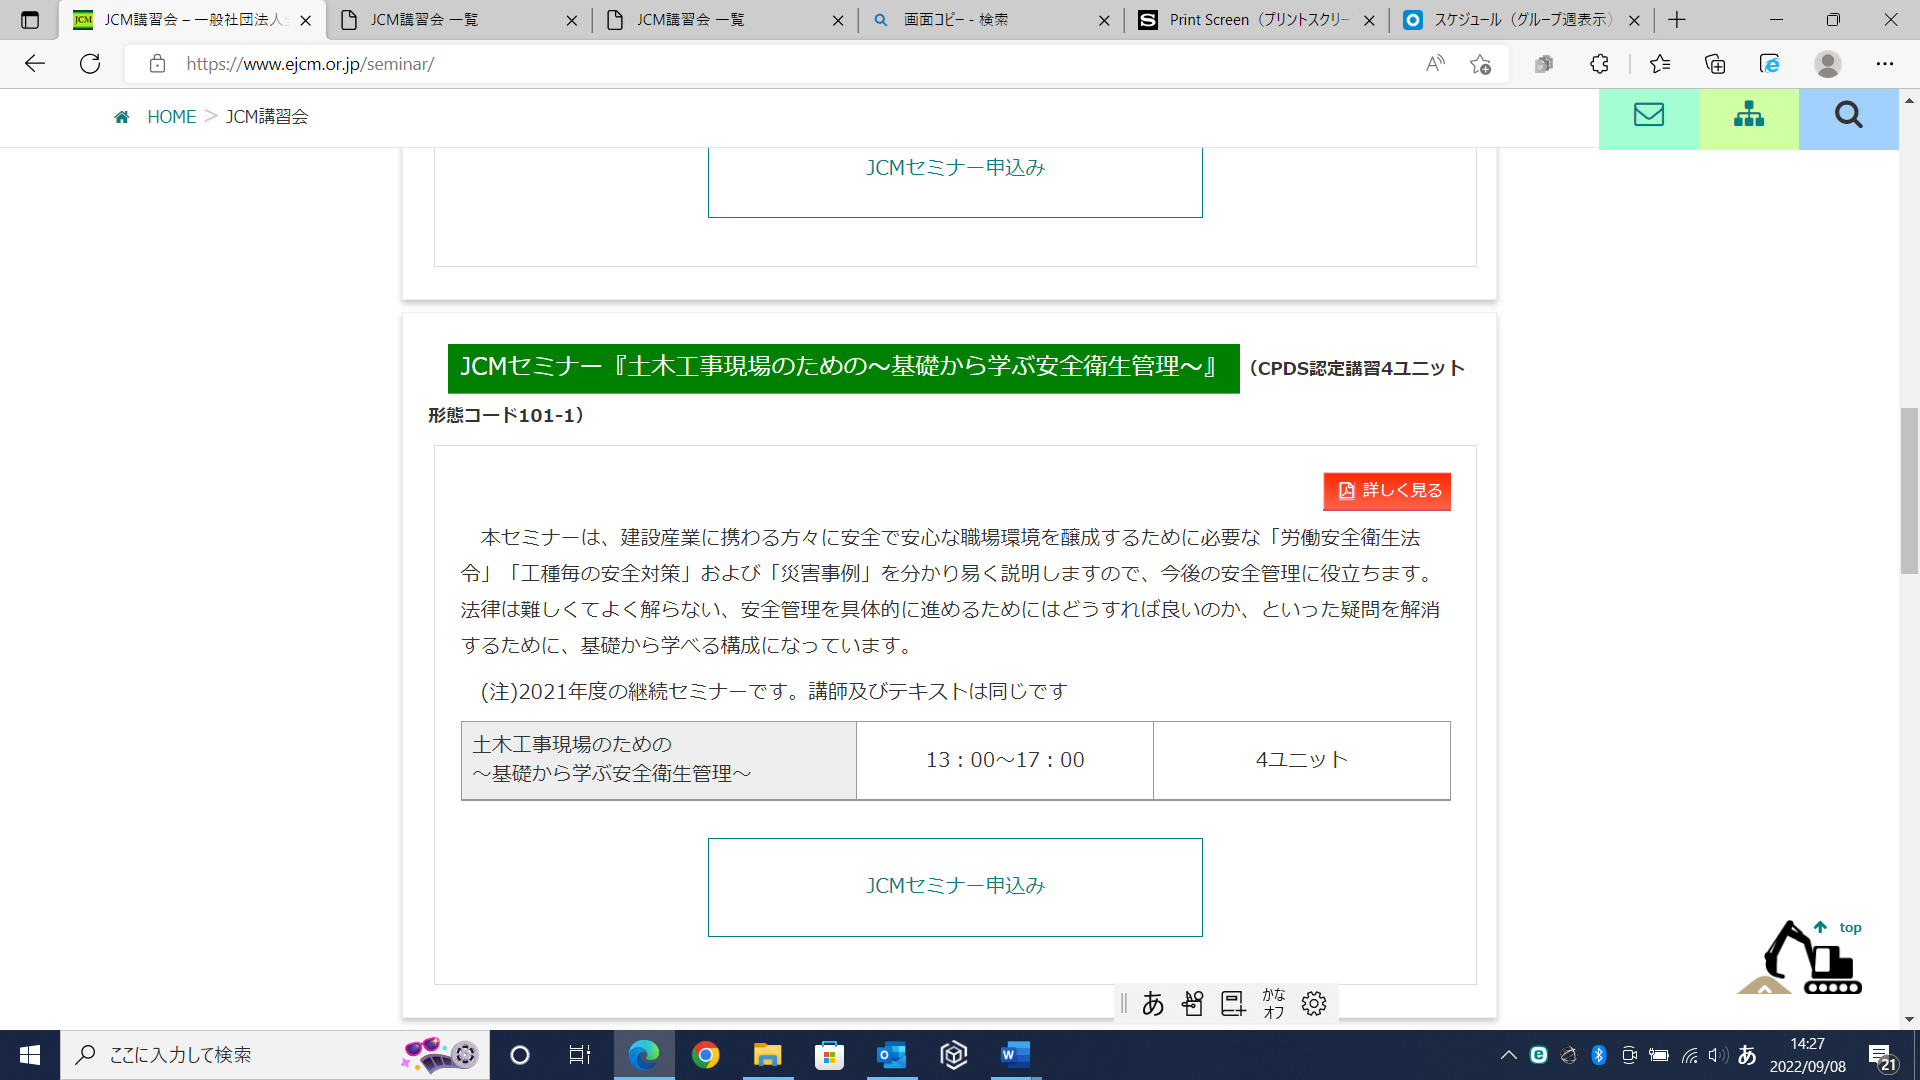 JCM講習会 – 一般社団法人
JCM講習会 一覧
JCM講習会 一覧
画面コピー - 検索
Print Screen（プリントスクリー
スケジュール（グループ週表示）
https://www.ejcm.or.jp/seminar/
HOME > JCM講習会
JCMセミナー申込み
JCMセミナー『土木工事現場のための～基礎から学ぶ安全衛生管理～』（CPDS認定講習4ユニット
形態コード101-1）
詳しく見る
本セミナーは、建設産業に携わる方々に安全で安心な職場環境を醸成するために必要な「労働安全衛生法
令」「工種毎の安全対策」および「災害事例」を分かり易く説明しますので、今後の安全管理に役立ちます。
法律は難しくてよく解らない、安全管理を具体的に進めるためにはどうすれば良いのか、といった疑問を解消
するために、基礎から学べる構成になっています。
(注)2021年度の継続セミナーです。講師及びテキストは同じです
土木工事現場のための
～基礎から学ぶ安全衛生管理～
13：00～17：00
4ユニット
JCMセミナー申込み
top
あ
かな
オフ
ここに入力して検索
あ
14:27
2022/09/08
21